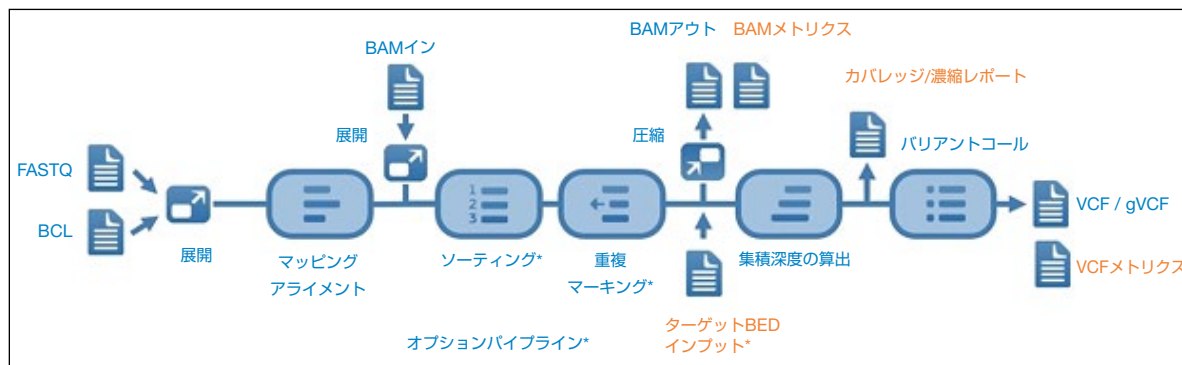 BAMアウト
BAMメトリクス
BAMイン
カバレッジ/濃縮レポート
展開
圧縮
バリアントコール
FASTQ
1
2
3
BCL
VCF / gVCF
展開
マッピング
アライメント
ソーティング*
重複
マーキング*
集積深度の算出
VCFメトリクス
オプションパイプライン*
ターゲットBED
インプット*